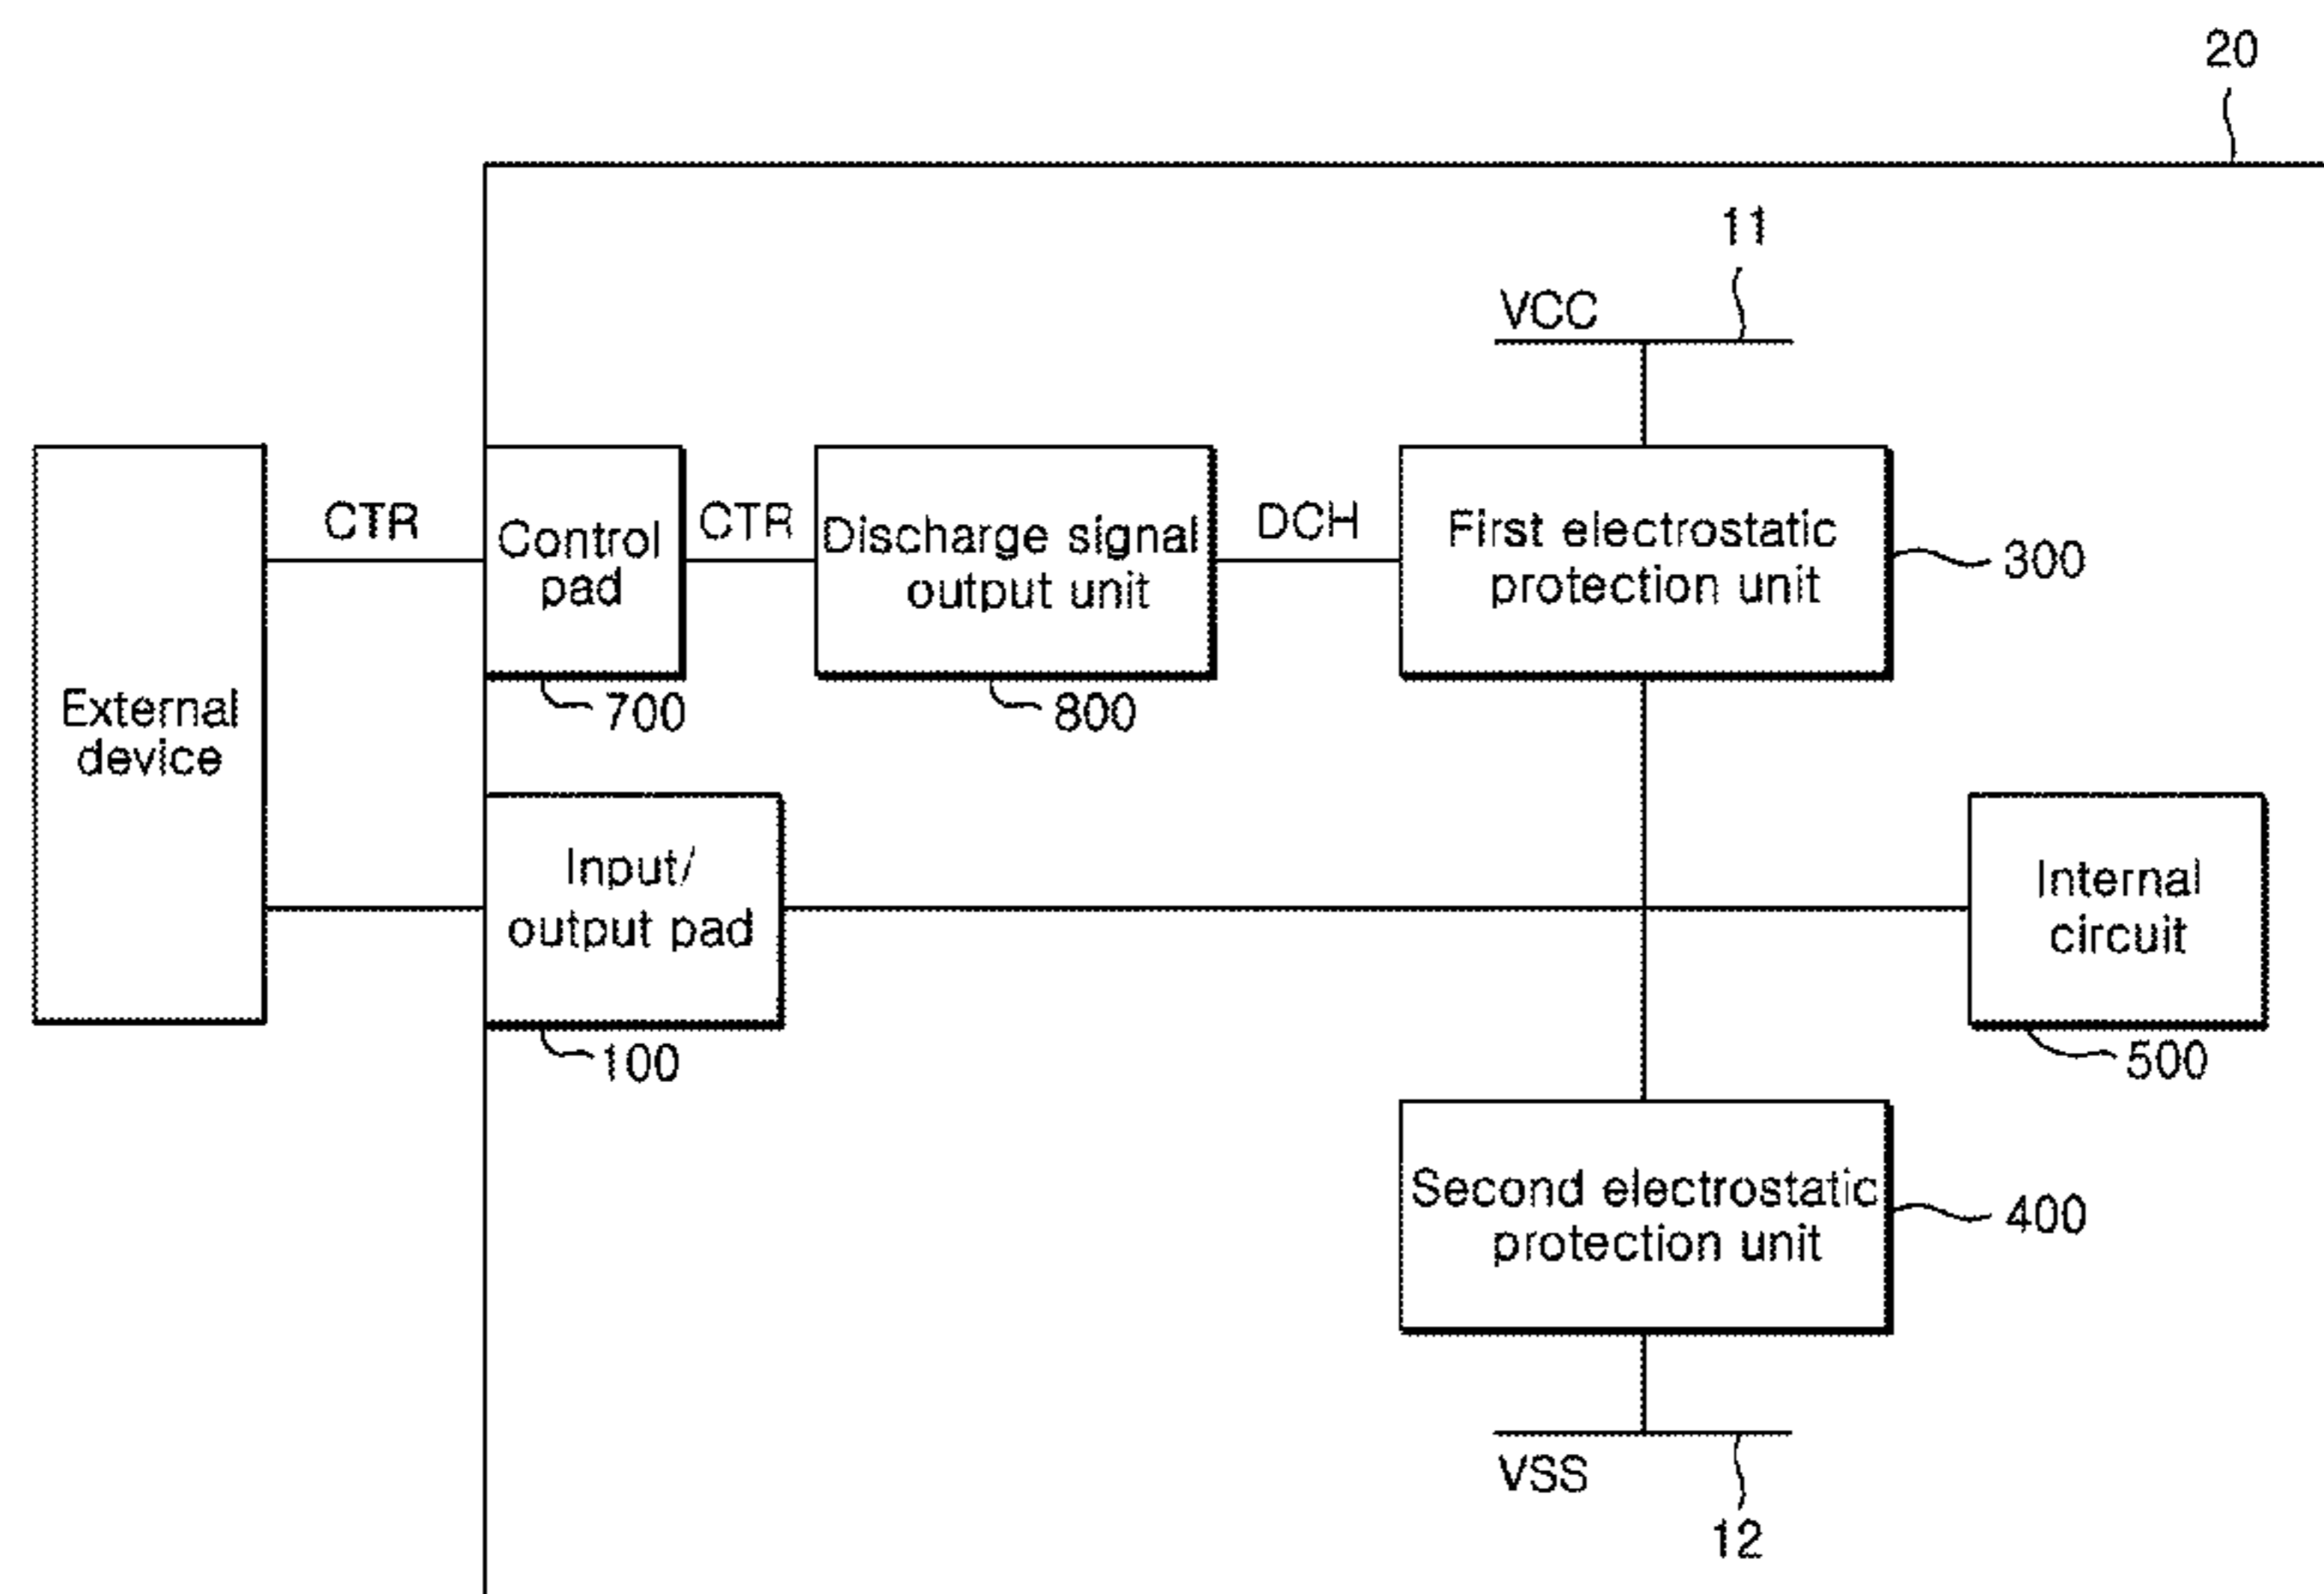 20
11
VCC
CTR
Control
pad
CTR
Discharge signal
output unit
DCH
First electrostatic
protection unit
300
700
800
External
device
Input/
output pad
100
Internal
circuit
500
Second electrostatic
protection unit
400
VSS
12